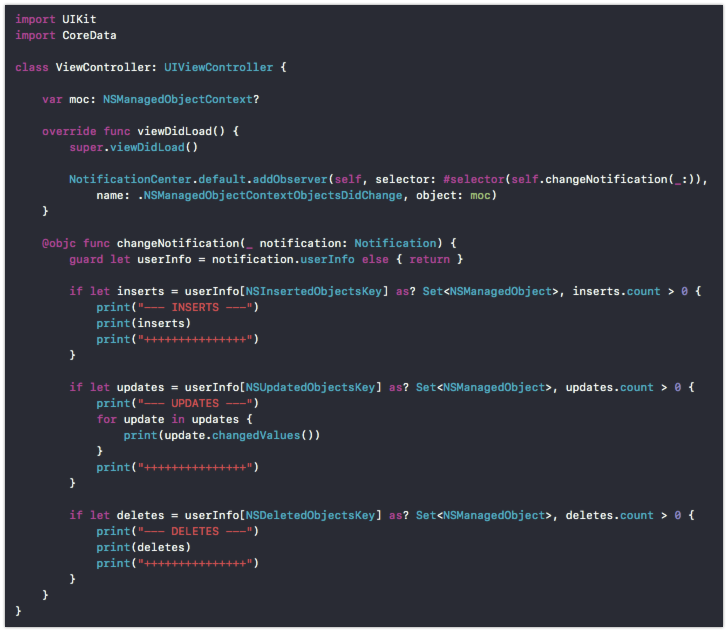 import UIKit
import CoreData
class ViewController: UIViewController {
var moc: NSManagedObjectContext?
override func viewDidLoad() {
super.viewDidLoad()
NotificationCenter.default.addObserver(self, selector: #selector(self.changeNotification(_:)),
name: .NSManagedObjectContextObjectsDidChange, object: moc)
}
@objc func changeNotification(_ notification: Notification) {
guard let userInfo = notification.userInfo else { return }
if let inserts = userInfo[NSInsertedObjectsKey] as? Set<NSManagedObject>, inserts.count > 0 {
print("--- INSERTS ---")
print(inserts)
print("+++++++++++++++")
}
if let updates = userInfo[NSUpdatedObjectsKey] as? Set<NSManagedObject>, updates.count > 0 {
print("--- UPDATES ---")
for update in updates {
print(update.changedValues())
}
print("+++++++++++++++")
}
if let deletes = userInfo[NSDeletedObjectsKey] as? Set<NSManagedObject>, deletes.count > 0 {
print("--- DELETES ---")
print(deletes)
print("+++++++++++++++")
}
}
}